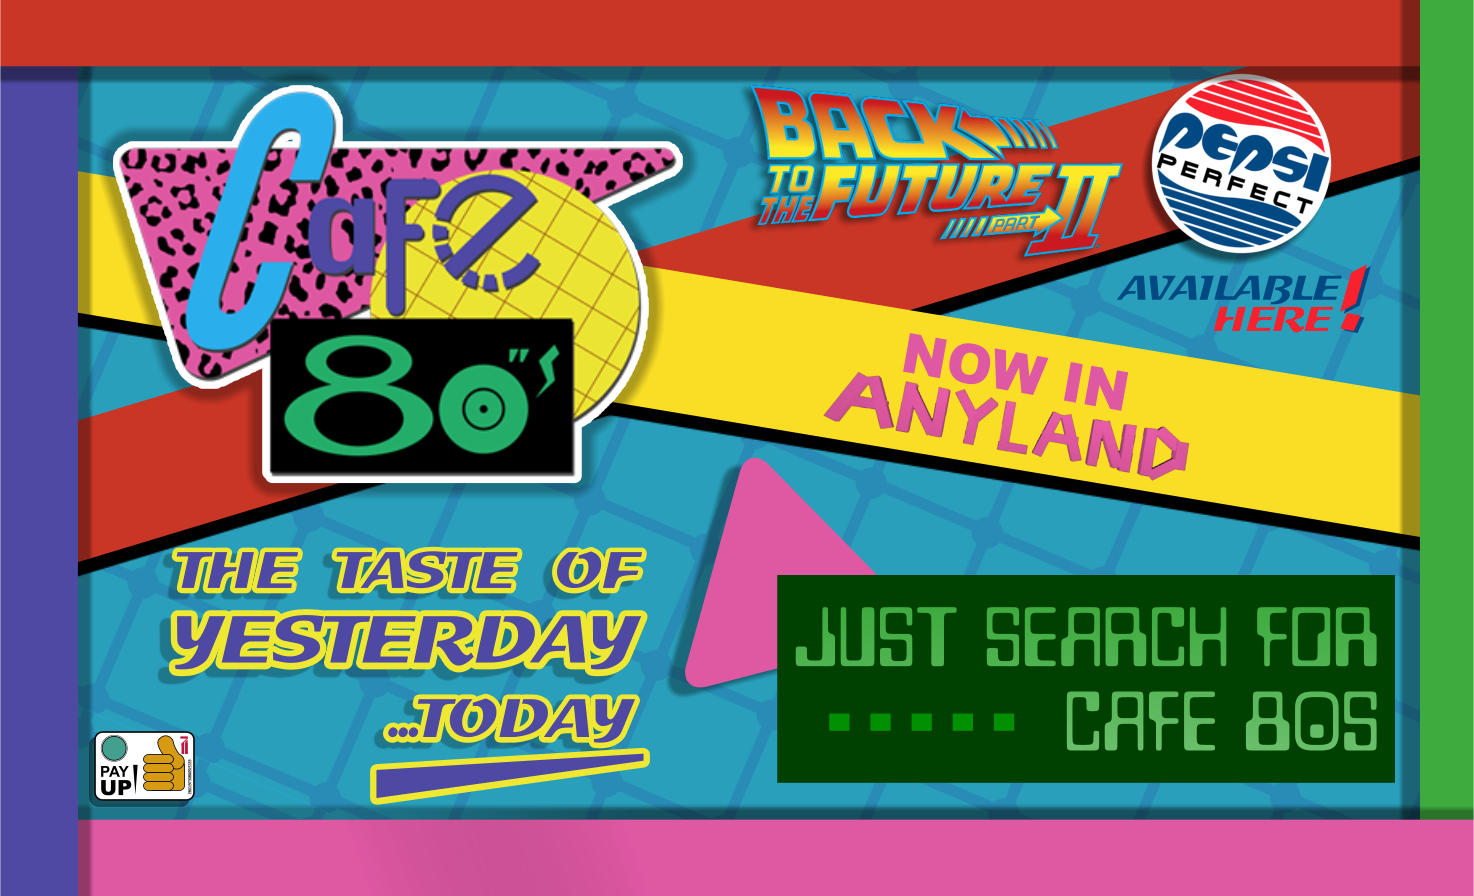 Cafe
80"s
BACK
TO
THE FUTURE II
PART
PEPSI
PERFECT
AVAILABLE
HERE!
NOW IN
ANYLAND
THE TASTE OF
YESTERDAY
...TODAY
JUST SEARCH FOR
..... CAFE 80S
PAY
UP!